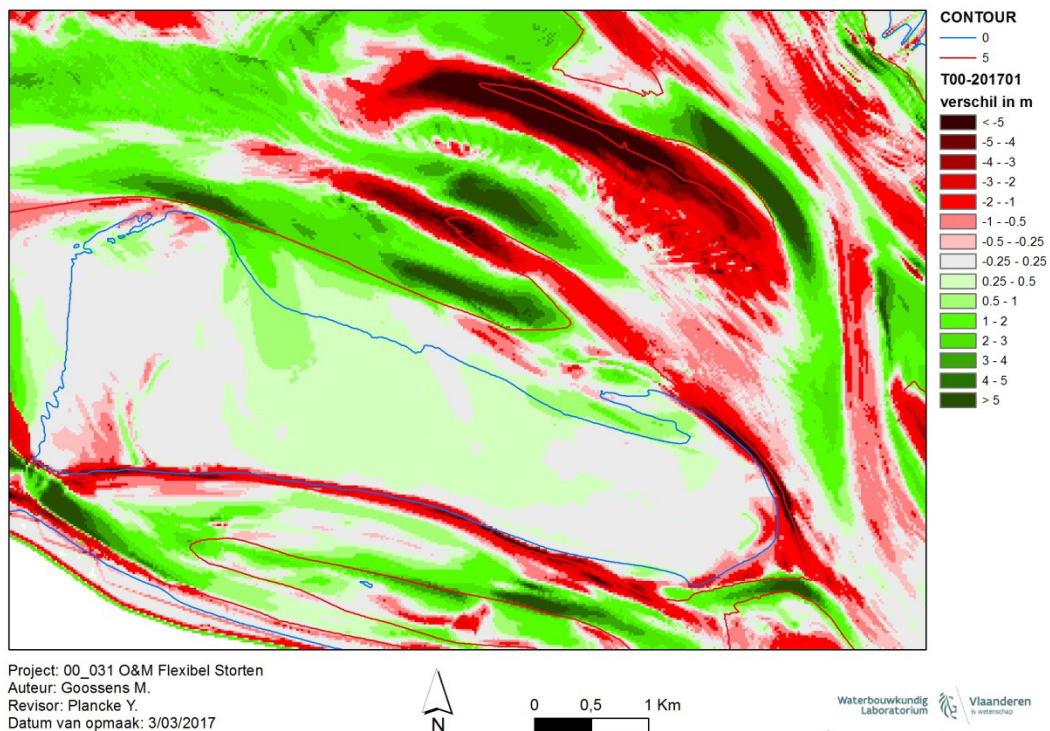 CONTOUR
0
5
T00-201701
verschil in m
< -5
-5 - -4
-4 - -3
-3 - -2
-2 - -1
-1 - -0.5
-0.5 - -0.25
-0.25 - 0.25
0.25 - 0.5
0.5 - 1
1 - 2
2 - 3
3 - 4
4 - 5
> 5
Project: 00_031 O&M Flexibel Storten
Auteur: Goossens M.
Revisor: Plancke Y.
Datum van opmaak: 3/03/2017
N
0 0,5 1 Km
Waterbouwkundig
Laboratorium
Vlaanderen
is wetenschap